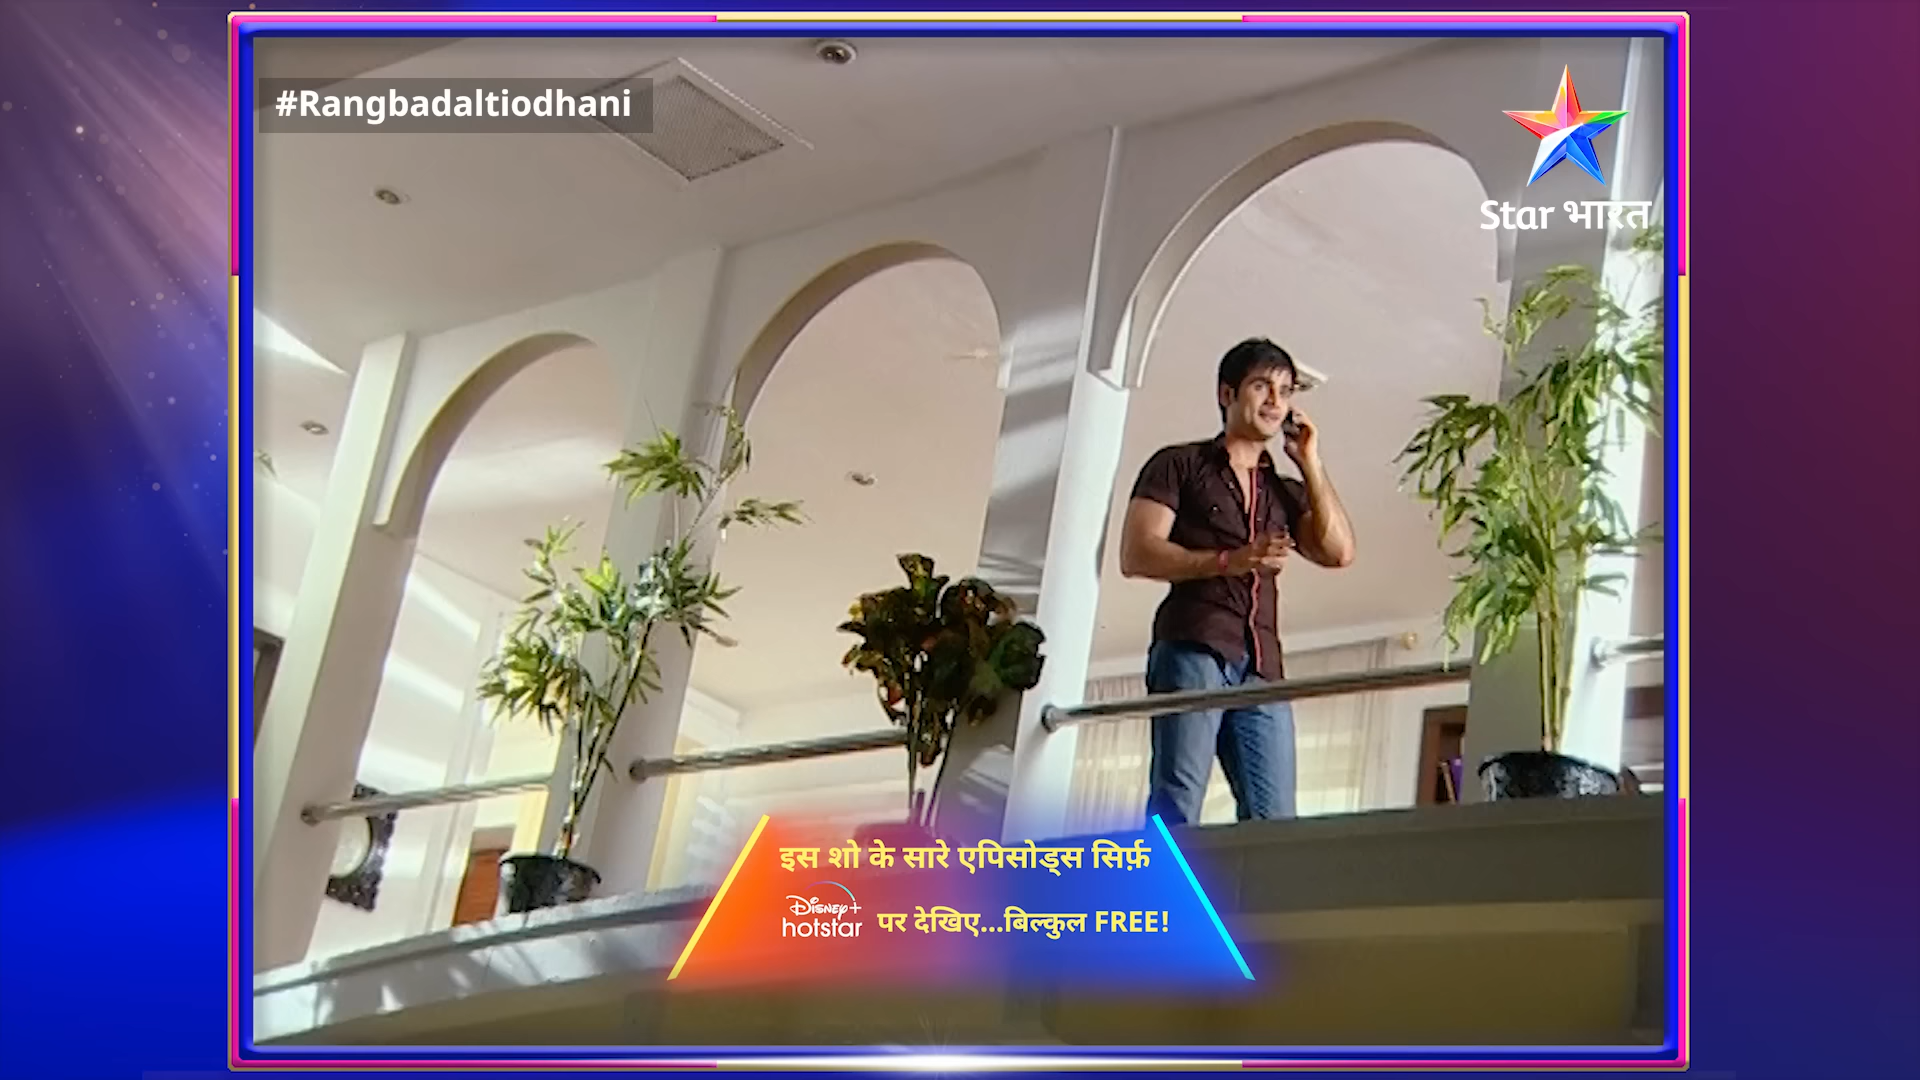 #Rangbadaltiodhani
Star भारत
इस शो के सारे एपिसोड्स सिर्फ़
Disney+
hotstar पर देखिए...बिल्कुल FREE!